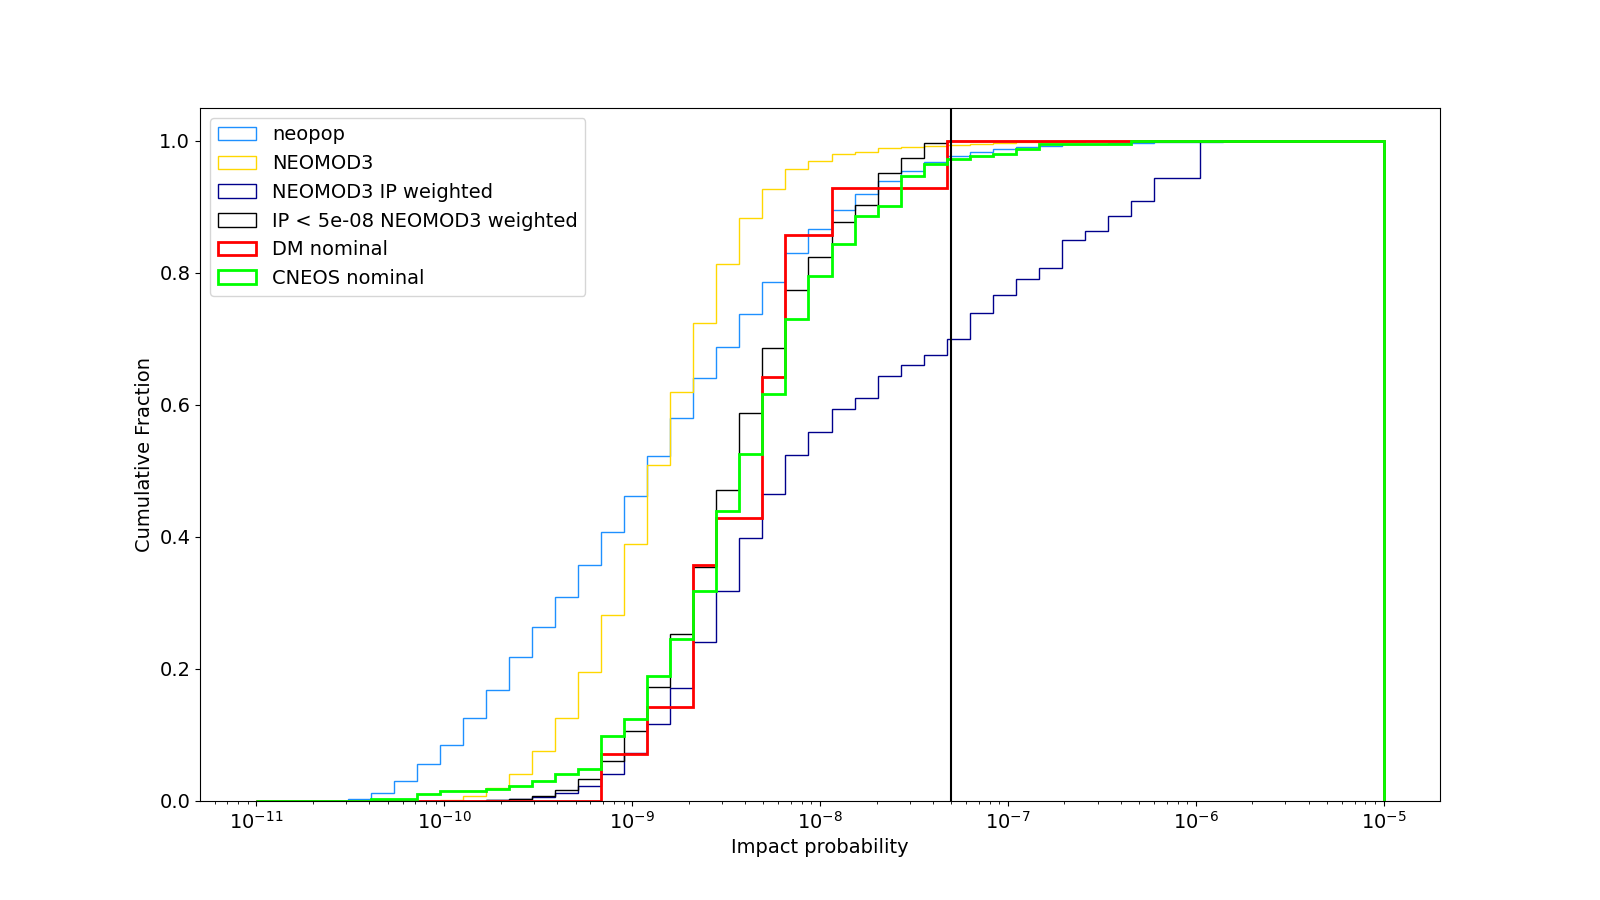 neopop
NEOMOD3
NEOMOD3 IP weighted
IP < 5e-08 NEOMOD3 weighted
DM nominal
CNEOS nominal
1.0
0.8
0.6
0.4
0.2
0.0
Cumulative Fraction
10⁻¹¹ 10⁻¹⁰ 10⁻⁹ 10⁻⁸ 10⁻⁷ 10⁻⁶ 10⁻⁵
Impact probability